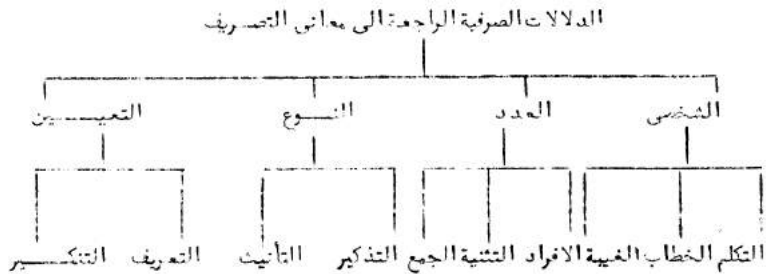 الدلالات الصرفية الراجعة الى معانى التصريف
الشخصى العدد النوع التعيين
التكلم الخطاب الغيبة الافراد التثنية الجمع التذكير التأنيث التعريف التنكير